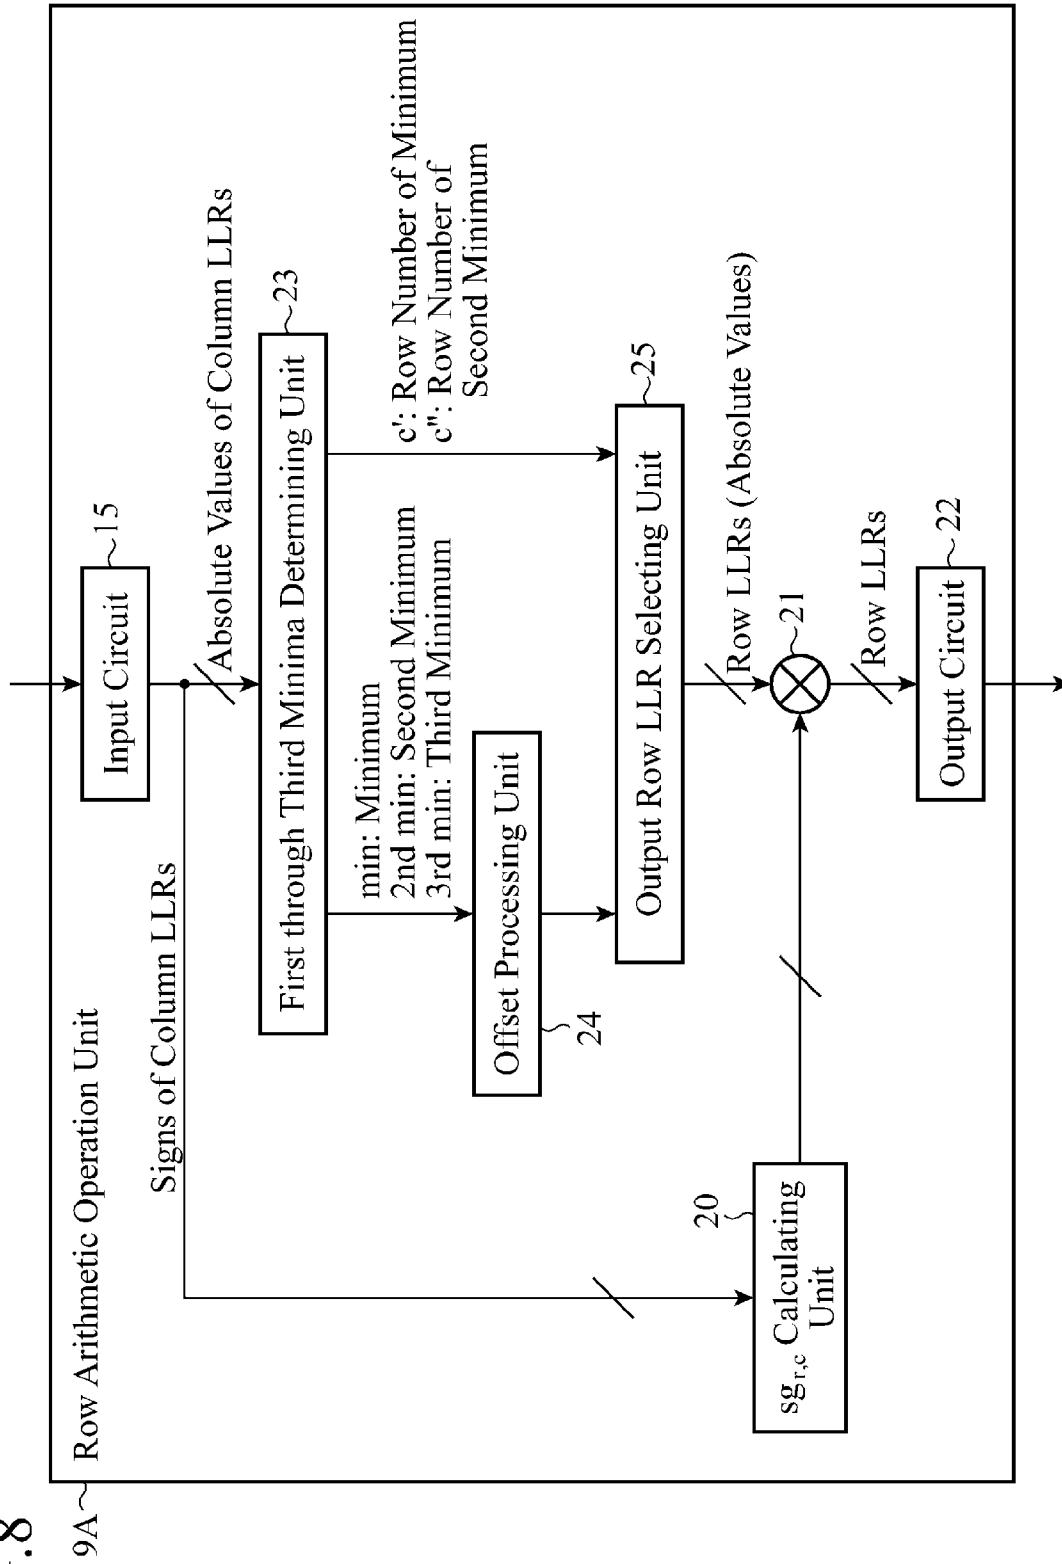 .8
9A
Row Arithmetic Operation Unit
Input Circuit
15
Signs of Column LLRs
Absolute Values of Column LLRs
First through Third Minima Determining Unit
23
min: Minimum
2nd min: Second Minimum
3rd min: Third Minimum
c': Row Number of Minimum
c": Row Number of
Second Minimum
Offset Processing Unit
24
Output Row LLR Selecting Unit
25
Row LLRs (Absolute Values)
20
sg r,c Calculating
Unit
21
Row LLRs
Output Circuit
22